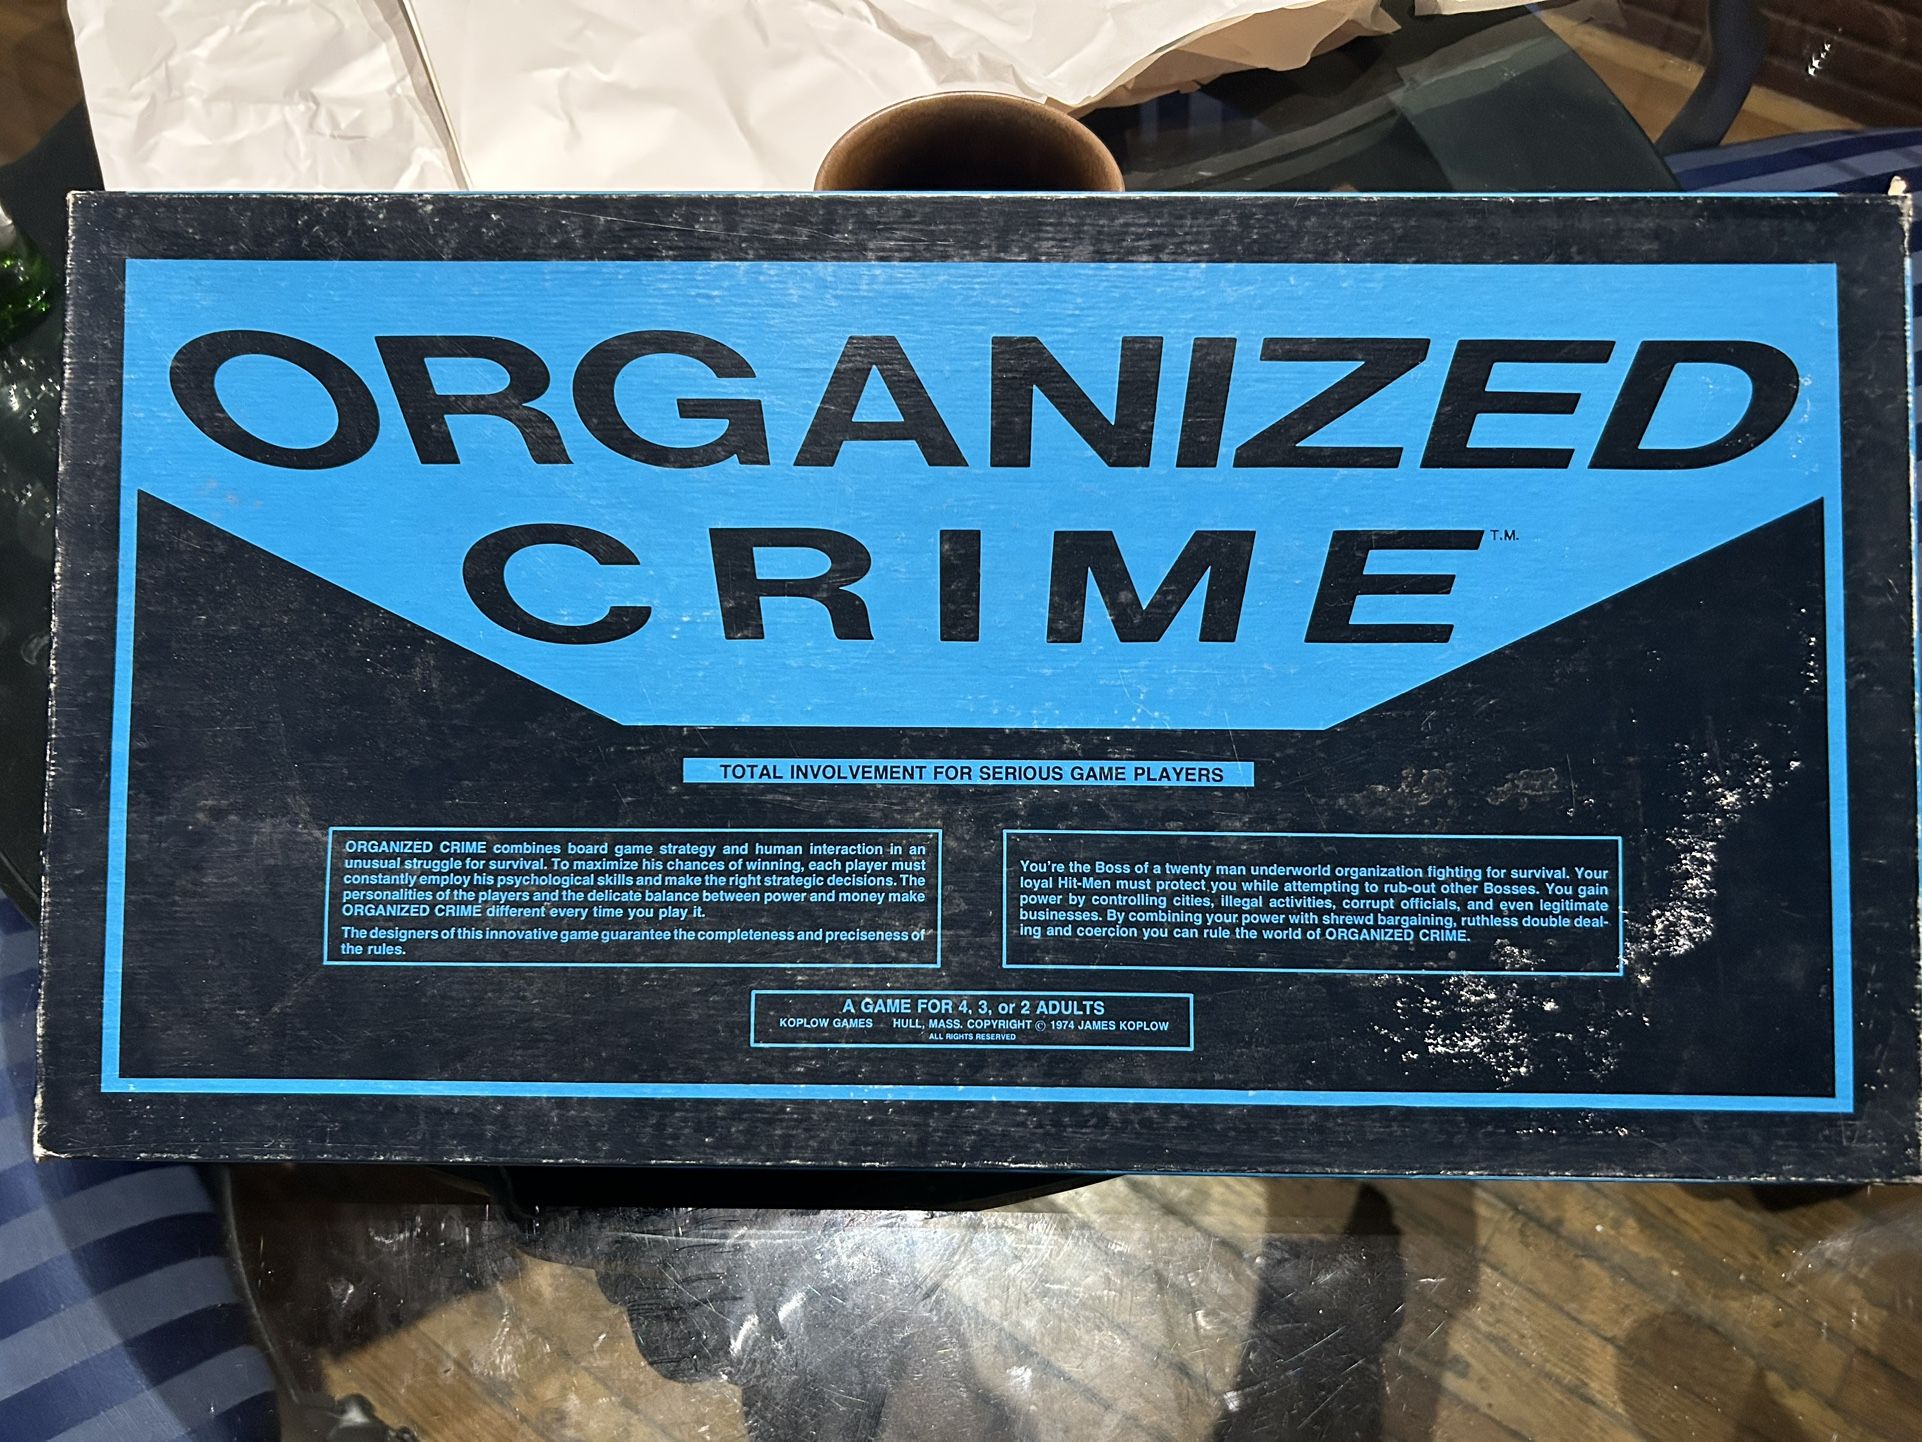 ORGANIZED
CRIME T.M.
TOTAL INVOLVEMENT FOR SERIOUS GAME PLAYERS
ORGANIZED CRIME combines board game strategy and human interaction in an
unusual struggle for survival. To maximize his chances of winning, each player must
constantly employ his psychological skills and make the right strategic decisions. The
personalities of the players and the delicate balance between power and money make
ORGANIZED CRIME different every time you play it.
The designers of this innovative game guarantee the completeness and preciseness of
the rules.
You're the Boss of a twenty man underworld organization fighting for survival. Your
loyal Hit-Men must protect you while attempting to rub-out other Bosses. You gain
power by controlling cities, illegal activities, corrupt officials, and even legitimate
businesses. By combining your power with shrewd bargaining, ruthless double deal-
ing and coercion you can rule the world of ORGANIZED CRIME.
A GAME FOR 4, 3, or 2 ADULTS
KOPLOW GAMES HULL, MASS. COPYRIGHT © 1974 JAMES KOPLOW
ALL RIGHTS RESERVED